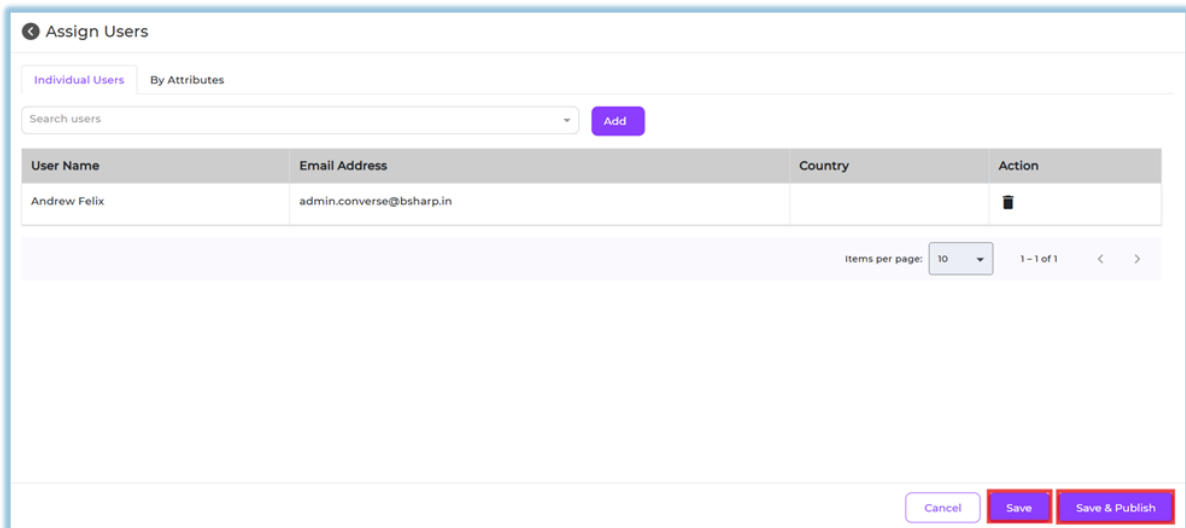 Assign Users
Individual Users By Attributes
Search users Add
User Name Email Address Country Action
Andrew Felix admin.converse@bsharp.in
Items per page: 10 1 – 1 of 1
Cancel Save Save & Publish